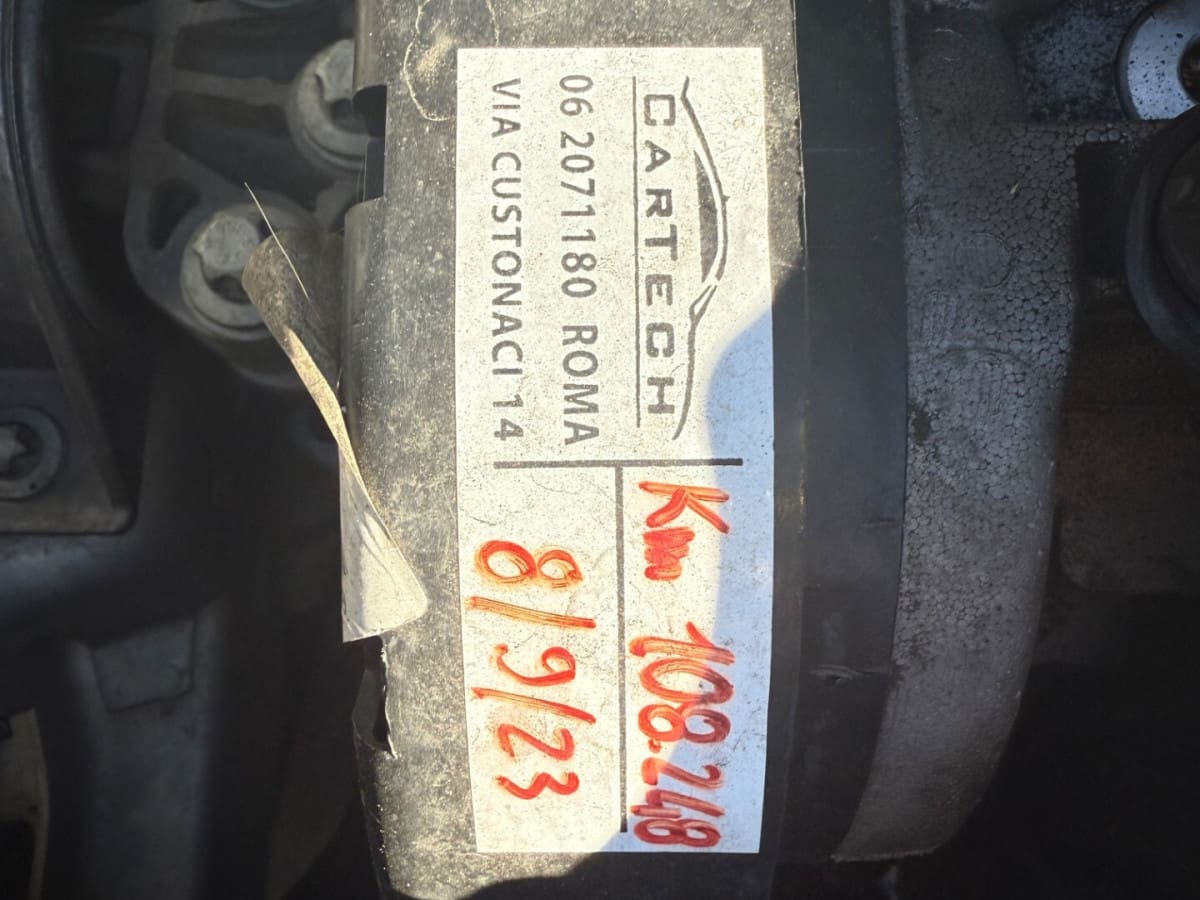 CARTECH
06 2071180 ROMA
VIA CUSTONACI 14
Km 108.248
8/9/23